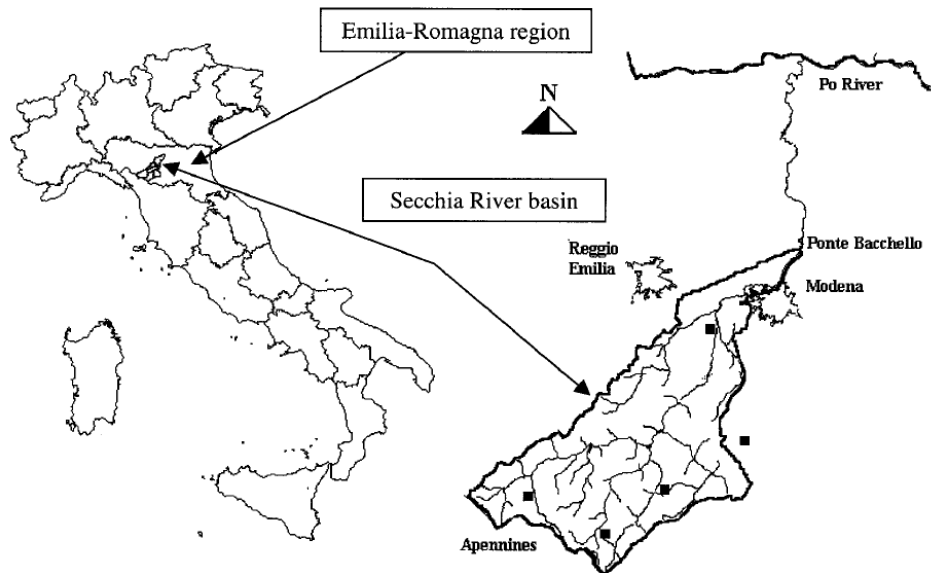 Emilia-Romagna region
N
Po River
Secchia River basin
Ponte Bacchello
Reggio
Emilia
Modena
Apennines